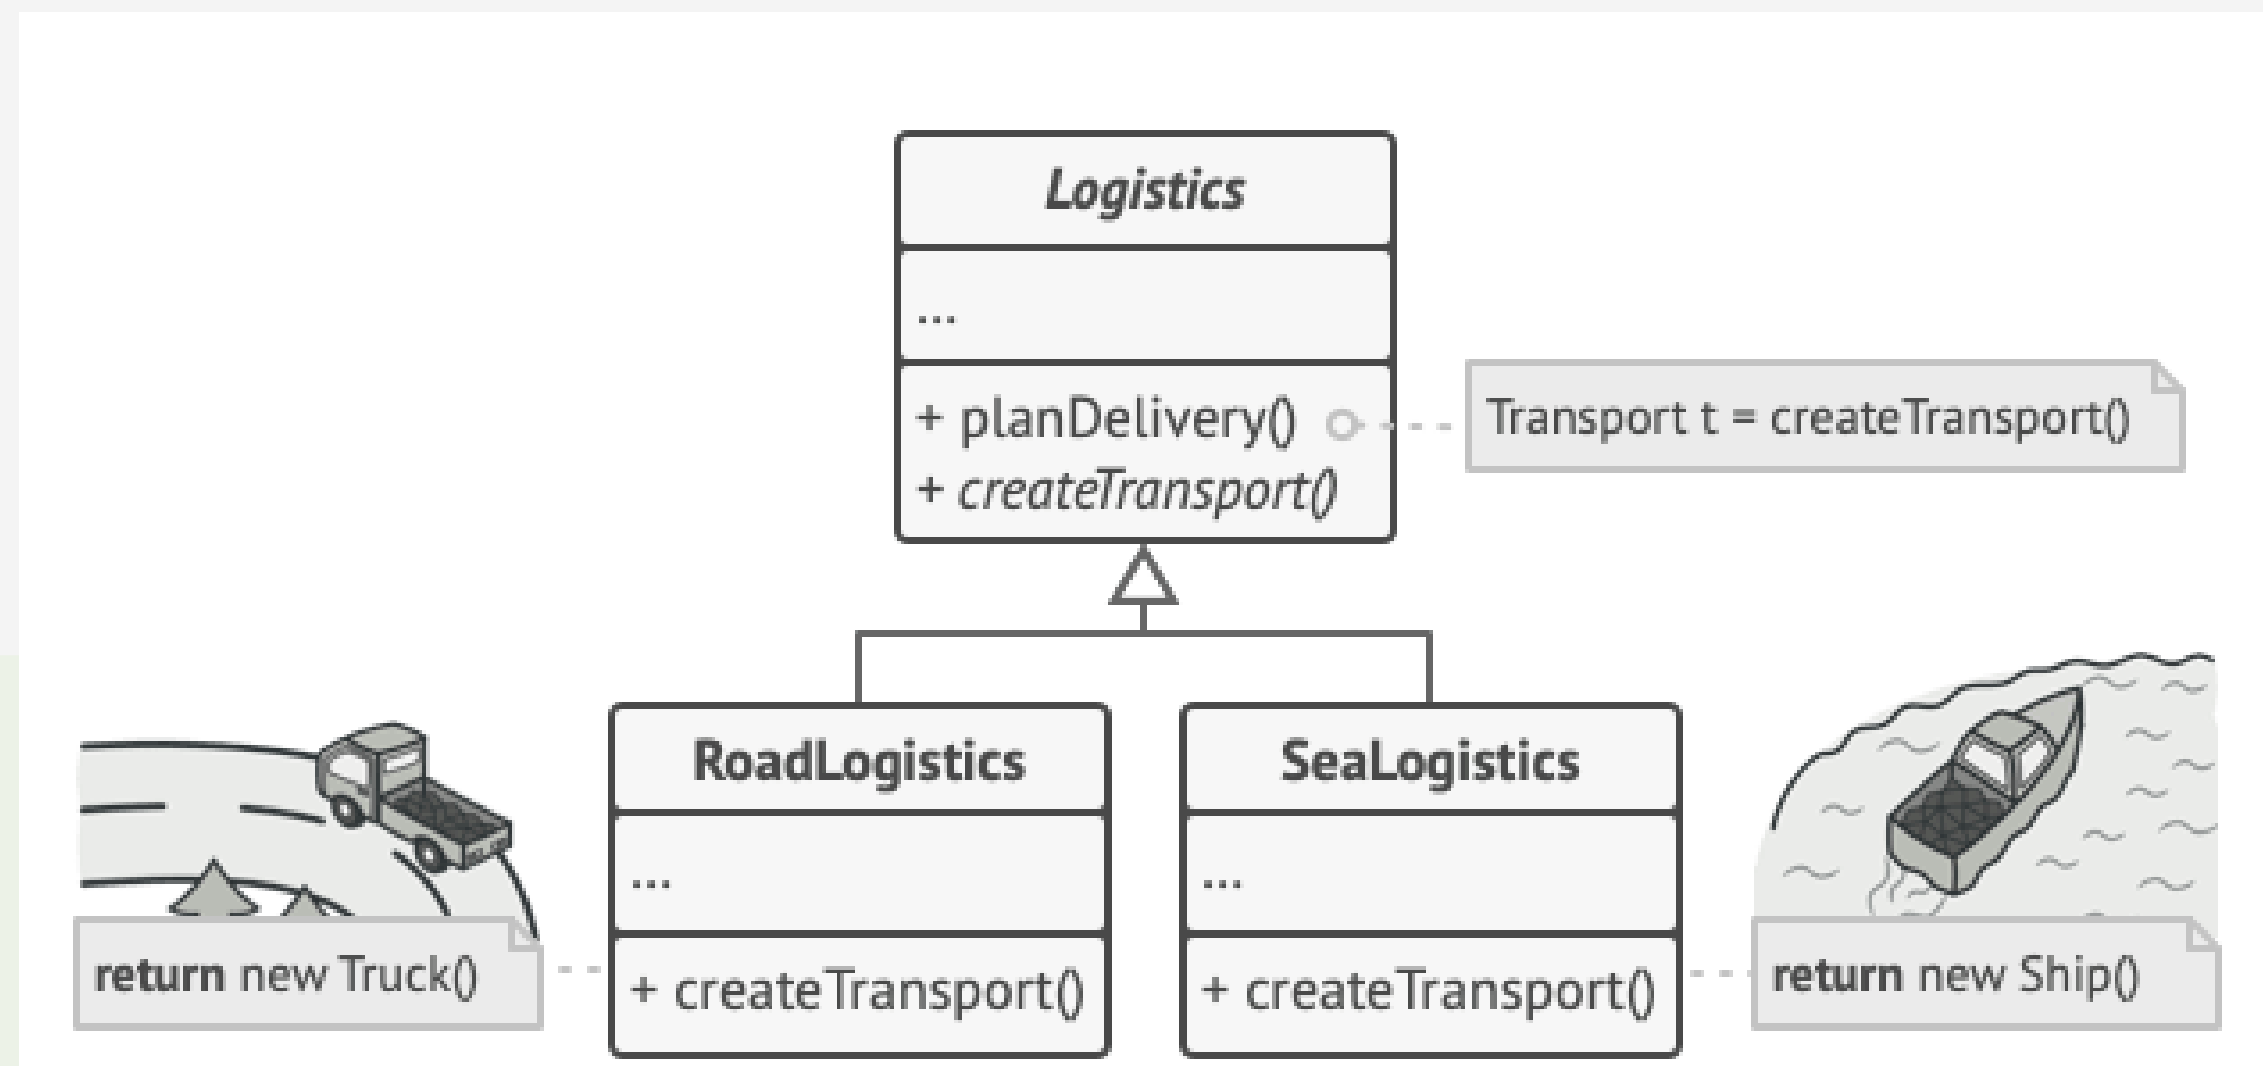 Logistics
...
+ planDelivery()
Transport t = createTransport()
+ createTransport()
RoadLogistics
...
+ createTransport()
return new Truck()
SeaLogistics
...
+ createTransport()
return new Ship()